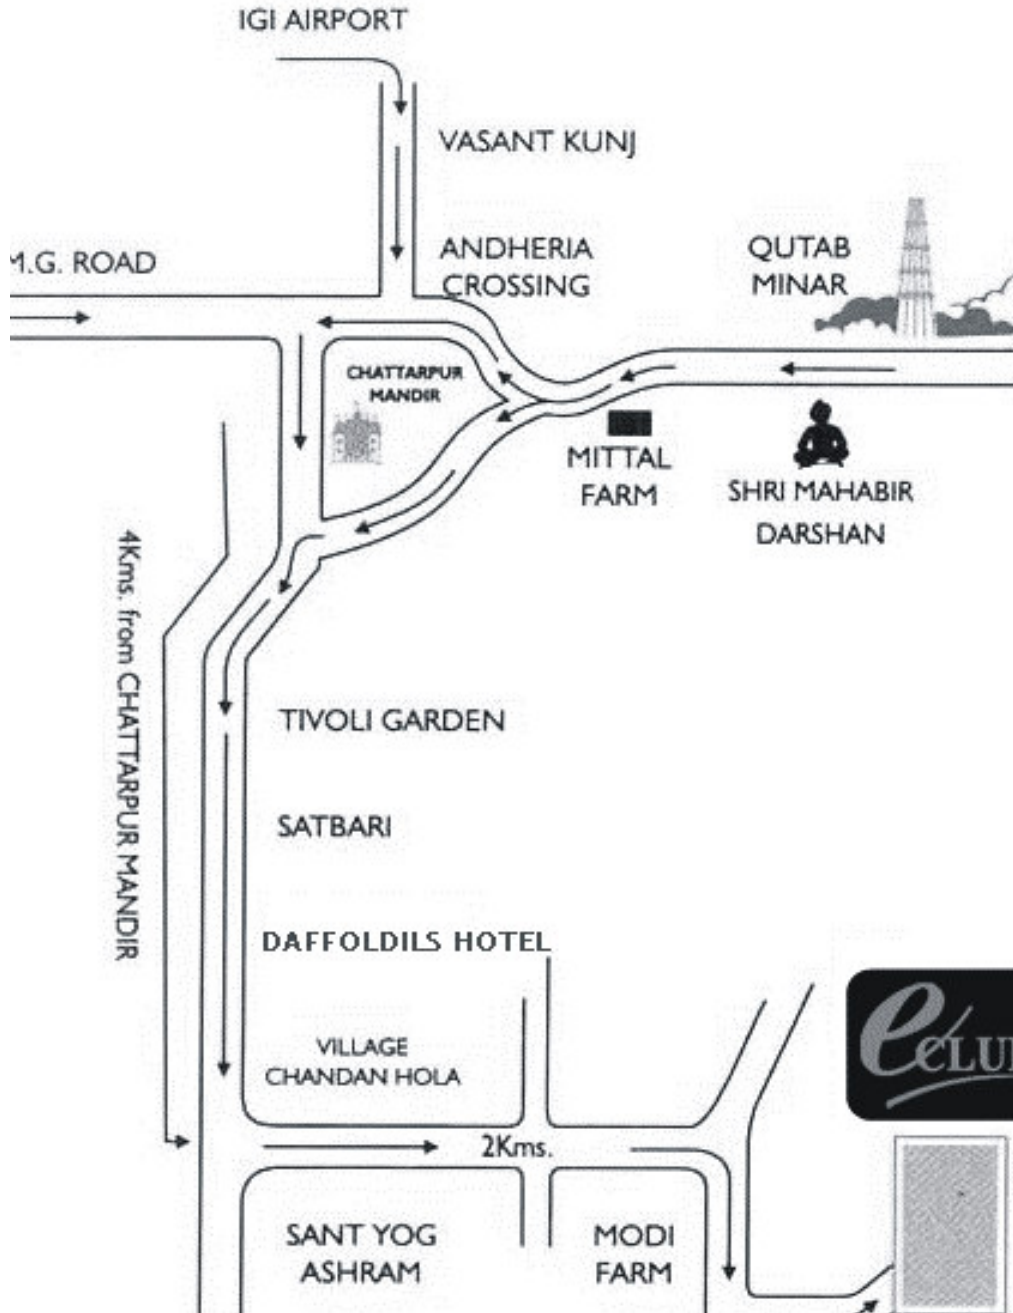 IGI AIRPORT
VASANT KUNJ
ANDHERIA
CROSSING
QUTAB
MINAR
M.G. ROAD
CHATTARPUR
MANDIR
MITTAL
FARM
SHRI MAHABIR
DARSHAN
4Kms. from CHATTARPUR MANDIR
TIVOLI GARDEN
SATBARI
DAFFOLDILS HOTEL
VILLAGE
CHANDAN HOLA
2Kms.
SANT YOG
ASHRAM
MODI
FARM